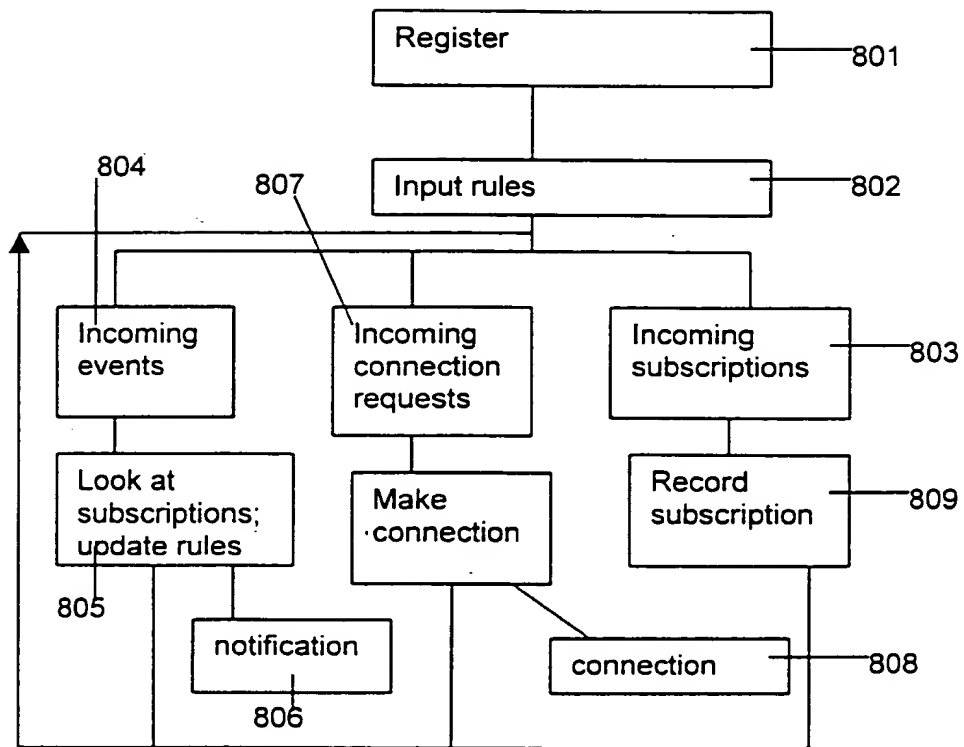 Register
801
804
807
Input rules
802
Incoming
events
Incoming
connection
requests
Incoming
subscriptions
803
Look at
subscriptions;
update rules
Make
connection
Record
subscription
809
805
notification
connection
808
806